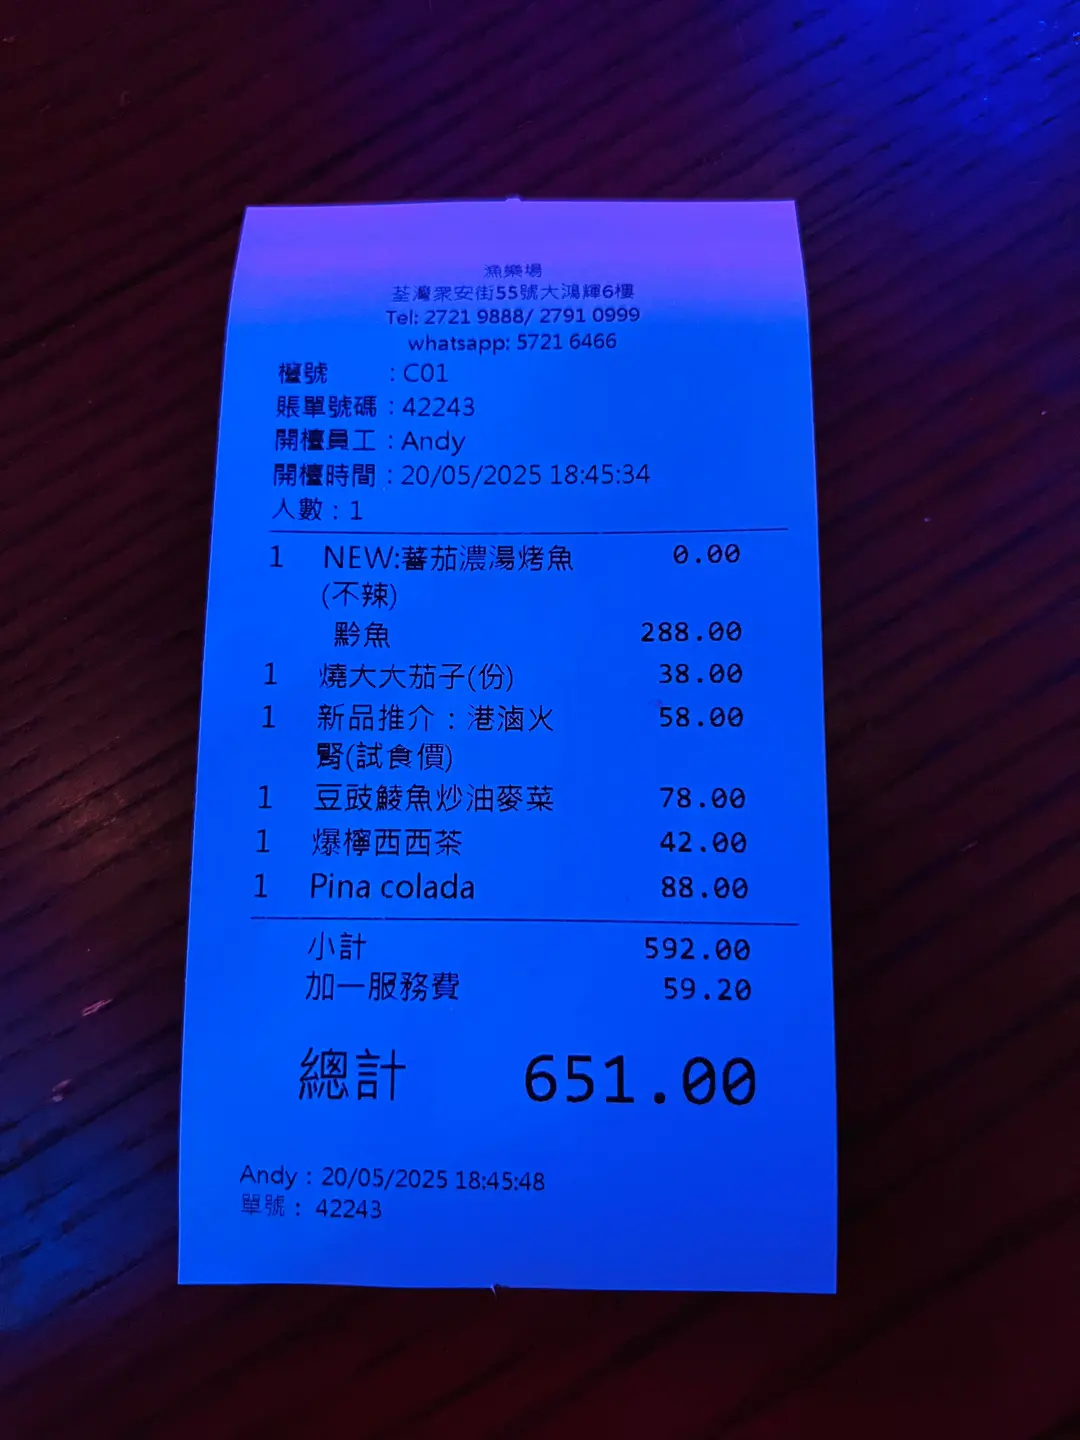 漁樂場
荃灣眾安街55號大鴻輝6樓
Tel: 2721 9888/ 2791 0999
whatsapp: 5721 6466
檯號 : C01
賬單號碼 : 42243
開檯員工 : Andy
開檯時間 : 20/05/2025 18:45:34
人數 : 1
1 NEW:蕃茄濃湯烤魚 0.00
(不辣)
黔魚 288.00
1 燒大大茄子(份) 38.00
1 新品推介：港滷火 58.00
腎(試食價)
1 豆豉鯪魚炒油麥菜 78.00
1 爆檸西西茶 42.00
1 Pina colada 88.00
小計 592.00
加一服務費 59.20
總計 651.00
Andy : 20/05/2025 18:45:48
單號 : 42243